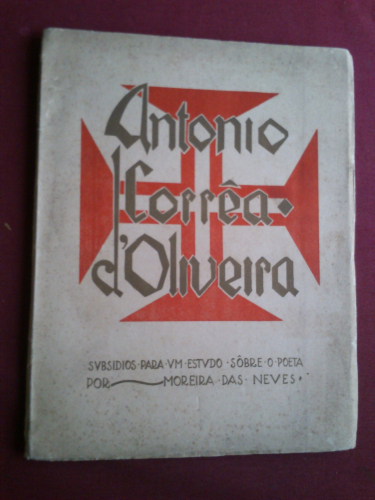 Antonio
Corrêa·
d'Oliveira
SVBSIDIOS·PARA·VM·ESTVDO·SÔBRE·O·POETA
POR MOREIRA·DAS·NEVES·